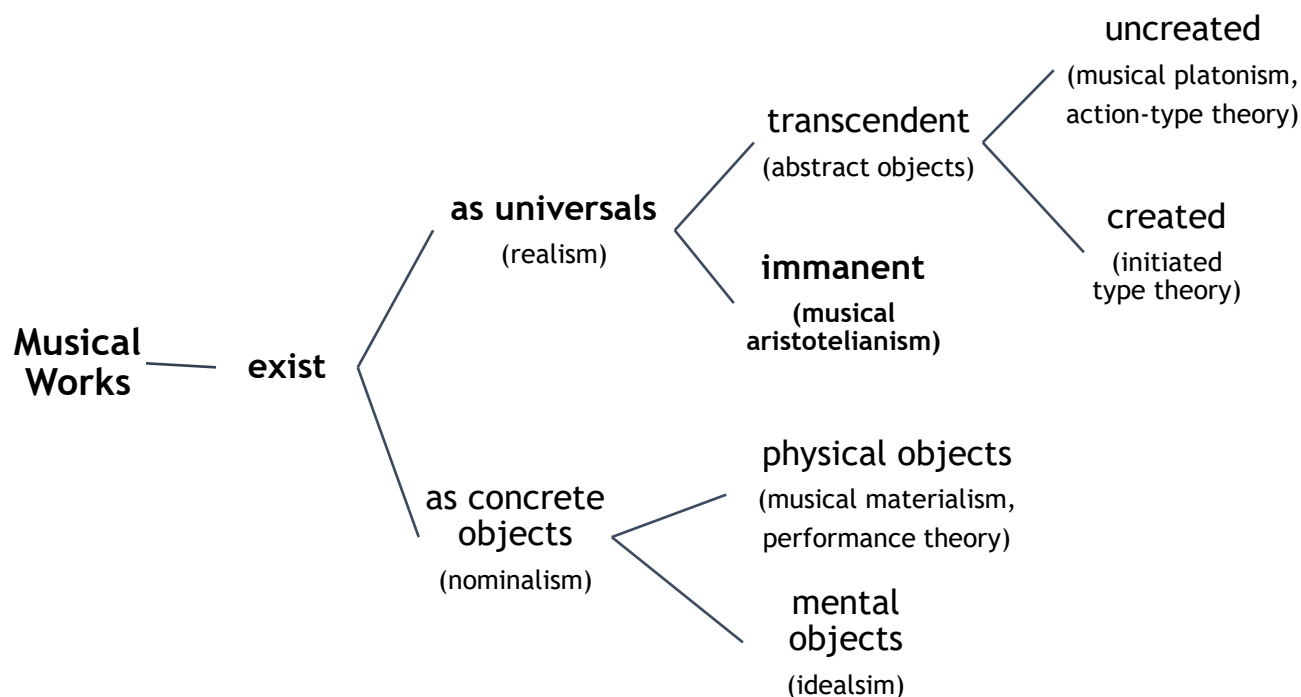 Musical
Works
exist
as universals
(realism)
transcendent
(abstract objects)
uncreated
(musical platonism,
action-type theory)
created
(initiated
type theory)
immanent
(musical
aristotelianism)
as concrete
objects
(nominalism)
physical objects
(musical materialism,
performance theory)
mental
objects
(idealsim)